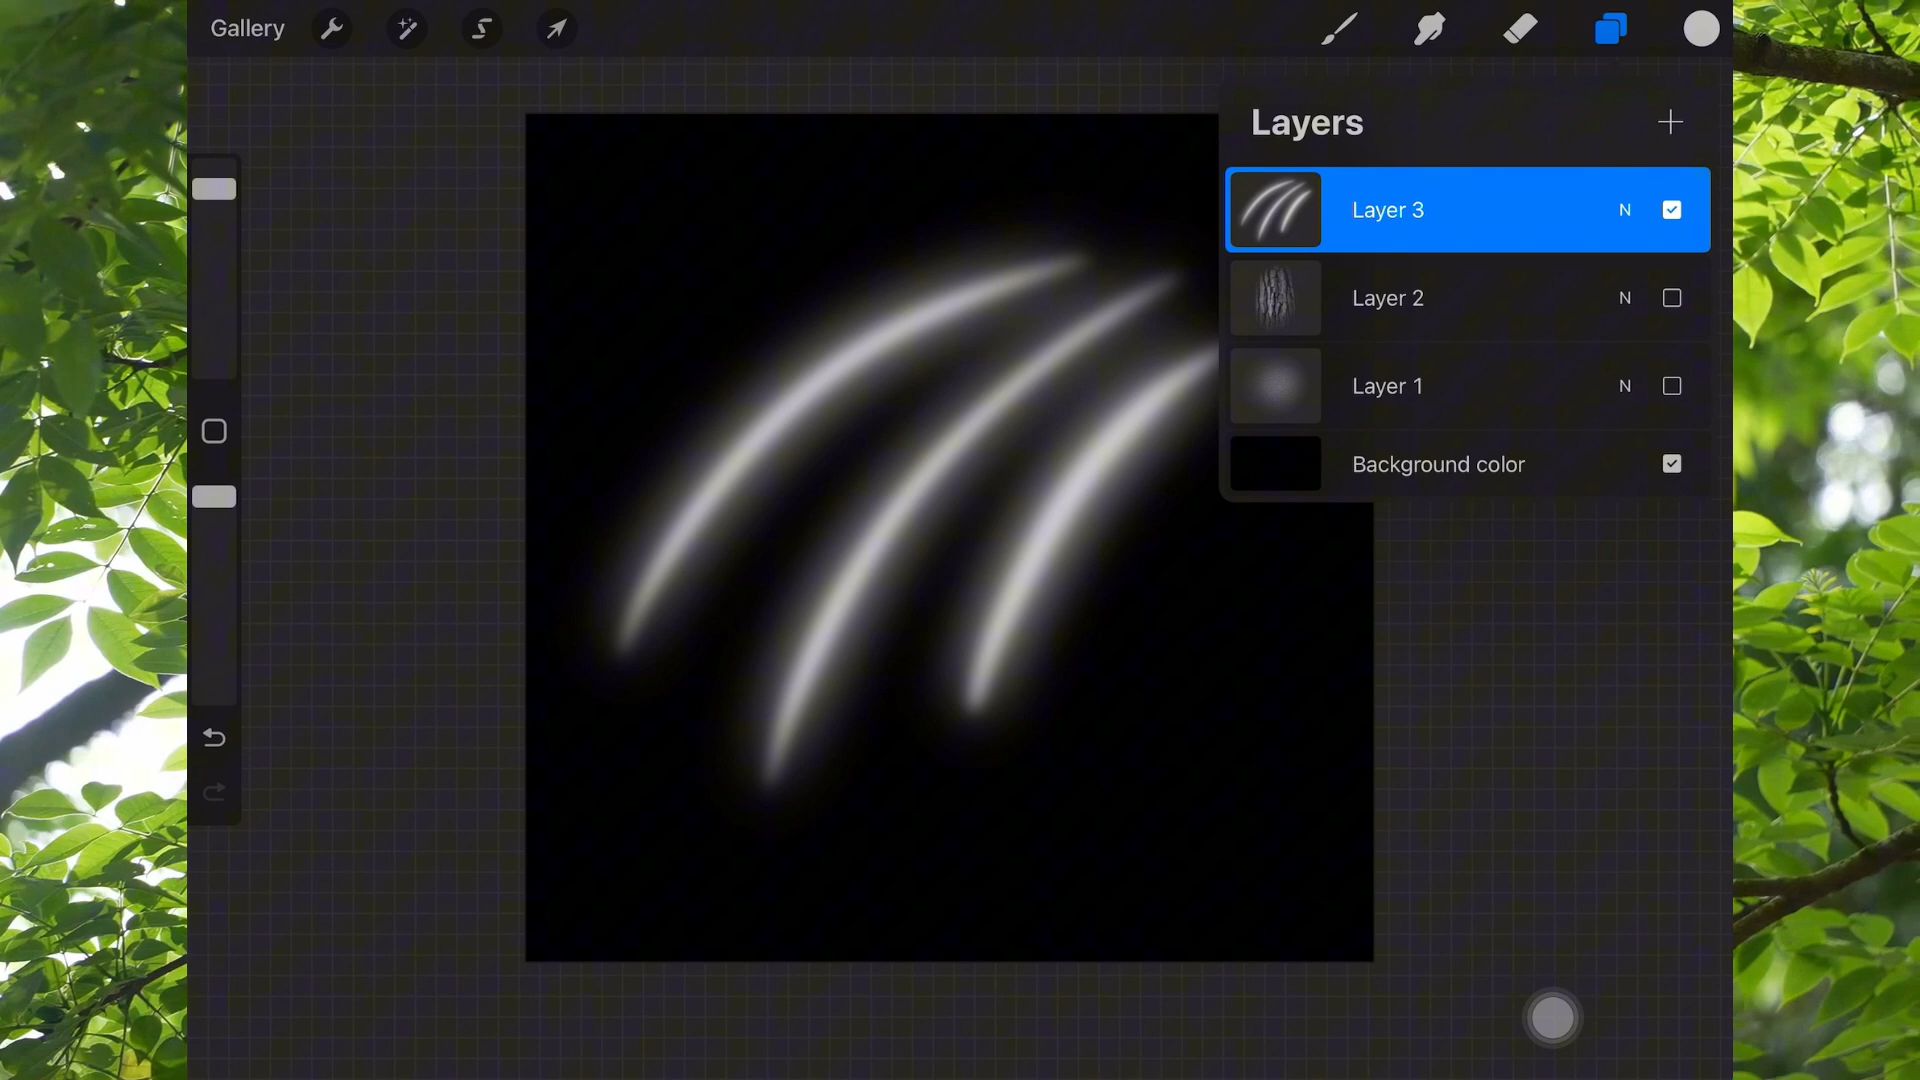 Gallery
Layers
Layer 3 N
Layer 2 N
Layer 1 N
Background color